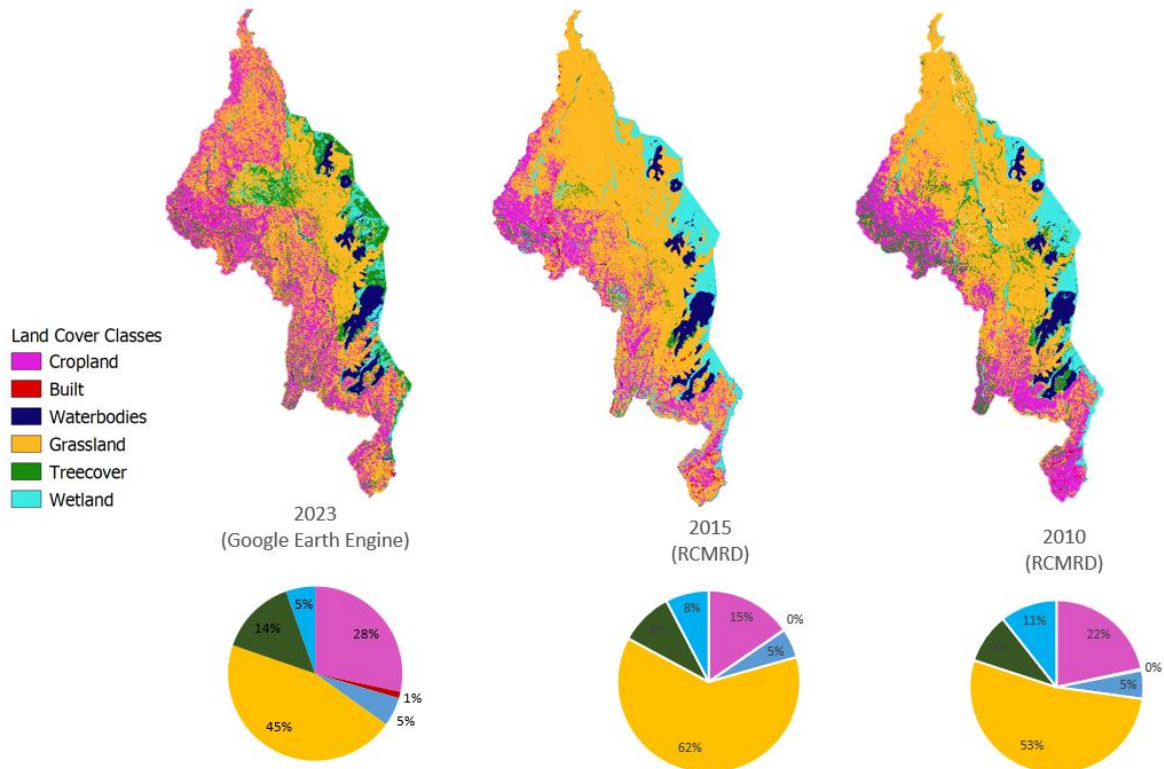 Land Cover Classes
Cropland
Built
Waterbodies
Grassland
Treecover
Wetland
2023
(Google Earth Engine)
2015
(RCMRD)
2010
(RCMRD)
5%
28%
14%
1%
5%
45%
8%
15%
0%
5%
62%
11%
22%
0%
5%
53%